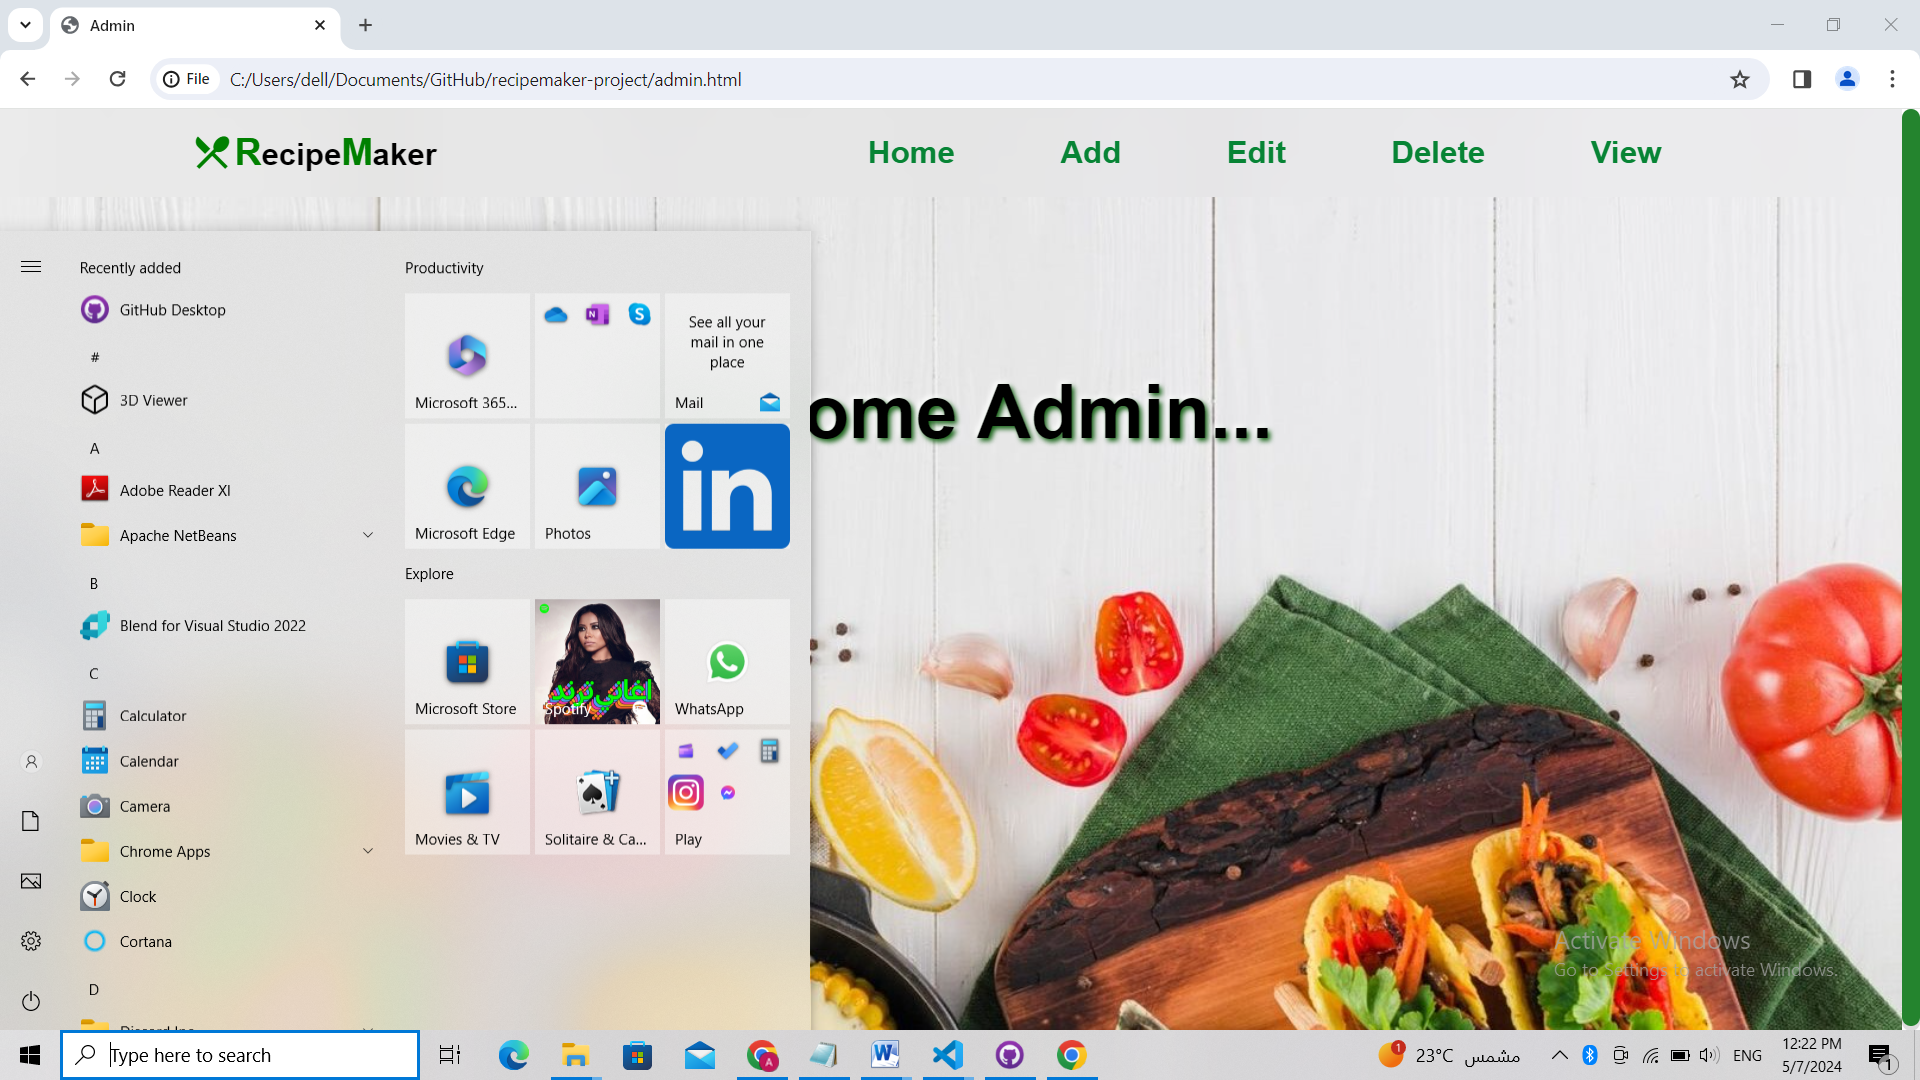 Admin
File
C:/Users/dell/Documents/GitHub/recipemaker-project/admin.html
RecipeMaker
Home
Add
Edit
Delete
View
ome Admin...
Recently added
GitHub Desktop
#
3D Viewer
A
Adobe Reader XI
Apache NetBeans
B
Blend for Visual Studio 2022
C
Calculator
Calendar
Camera
Chrome Apps
Clock
Cortana
D
Discord Inc
Productivity
Microsoft 365...
See all your
mail in one
place
Mail
Microsoft Edge
Photos
in
Explore
Microsoft Store
اغاني ترند
Spotify
WhatsApp
Movies & TV
Solitaire & Ca...
Play
Activate Windows
Go to Settings to activate Windows.
Type here to search
1
23°C مشمس
ENG
12:22 PM
5/7/2024
1